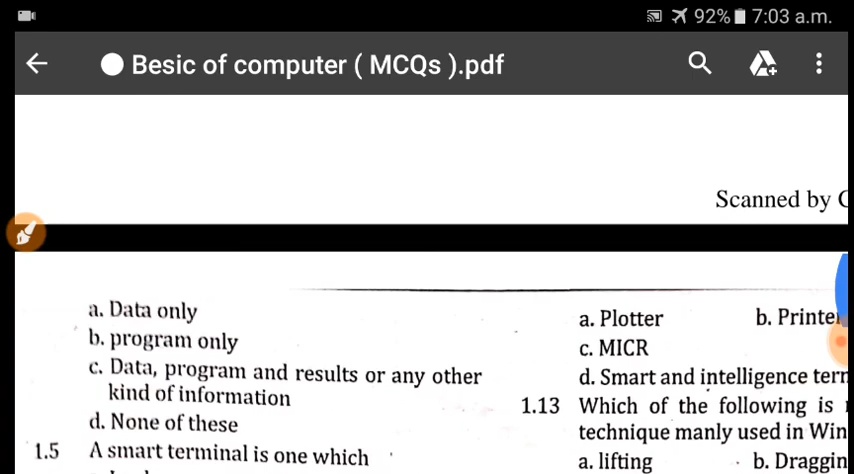 92% 7:03 a.m.
Besic of computer ( MCQs ).pdf
Scanned by
a. Data only
b. program only
c. Data, program and results or any other
kind of information
d. None of these
1.5 A smart terminal is one which
a. Plotter b. Printe
c. MICR
d. Smart and intelligence
1.13 Which of the following is
technique manly used in Win
a. lifting b. Draggin